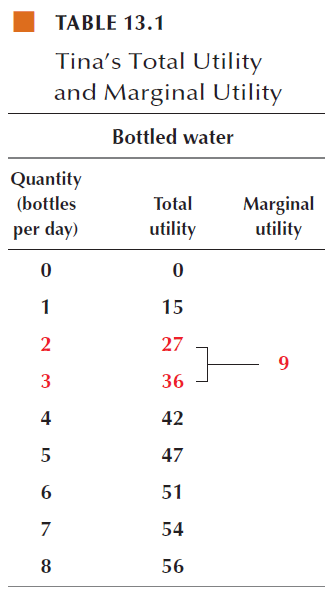 TABLE 13.1
Tina's Total Utility
and Marginal Utility
Bottled water
Quantity
(bottles Total Marginal
per day) utility utility
0 0
1 15
2 27
9
3 36
4 42
5 47
6 51
7 54
8 56